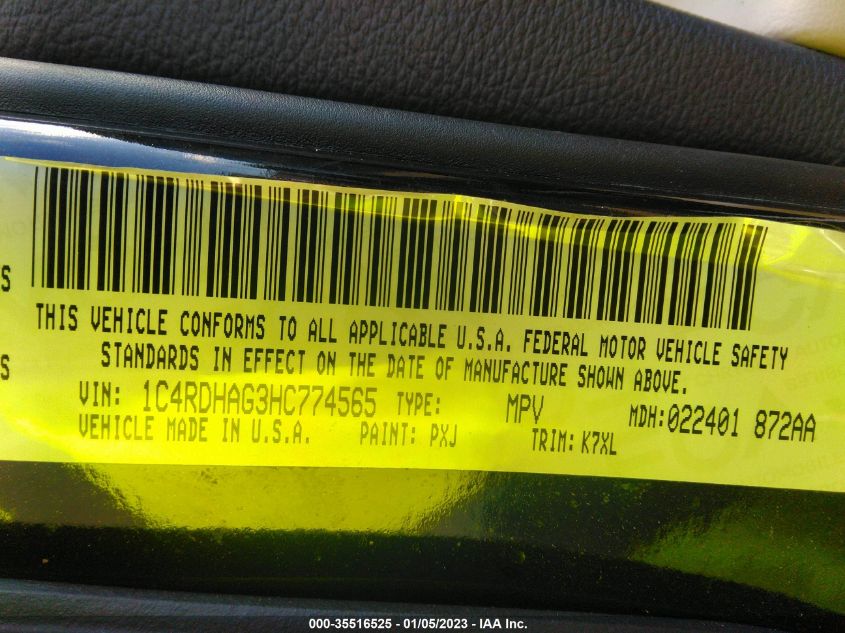 S
THIS VEHICLE CONFORMS TO ALL APPLICABLE U.S.A. FEDERAL MOTOR VEHICLE SAFETY
S STANDARDS IN EFFECT ON THE DATE OF MANUFACTURE SHOWN ABOVE.
VIN: 1C4RDHAG3HC774565 TYPE: MPV MDH:022401 872AA
VEHICLE MADE IN U.S.A. PAINT: PXJ TRIM: K7XL
000-35516525 - 01/05/2023 - IAA Inc.